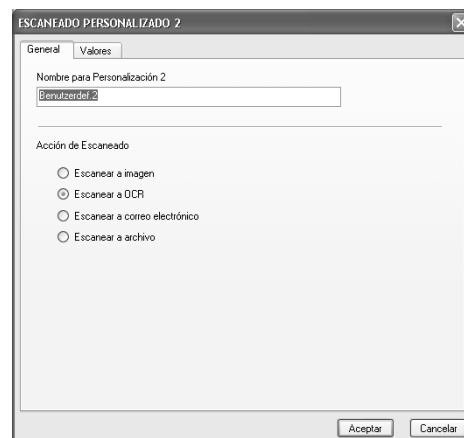 ESCANEADO PERSONALIZADO 2
General Valores
Nombre para Personalización 2
Benutzerdef.2
Acción de Escaneado
Escanear a imagen
Escanear a OCR
Escanear a correo electrónico
Escanear a archivo
Aceptar Cancelar